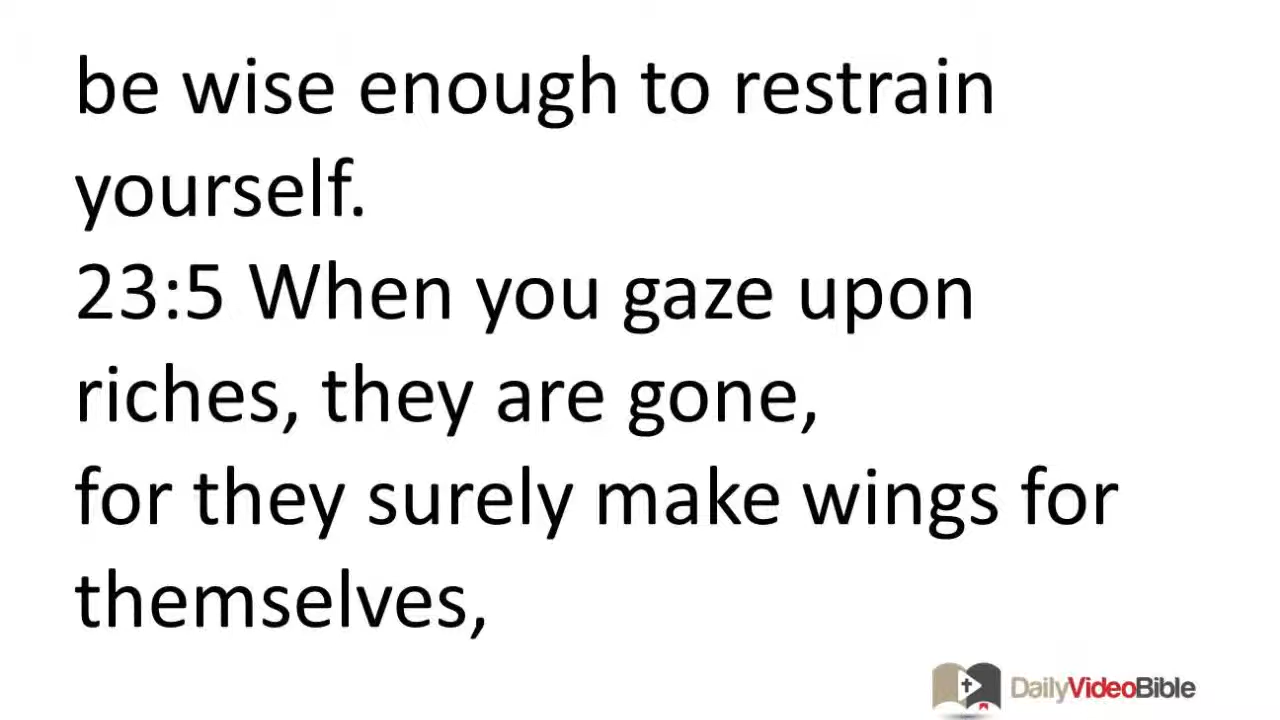 be wise enough to restrain
yourself.
23:5 When you gaze upon
riches, they are gone,
for they surely make wings for
themselves,
DailyVideoBible